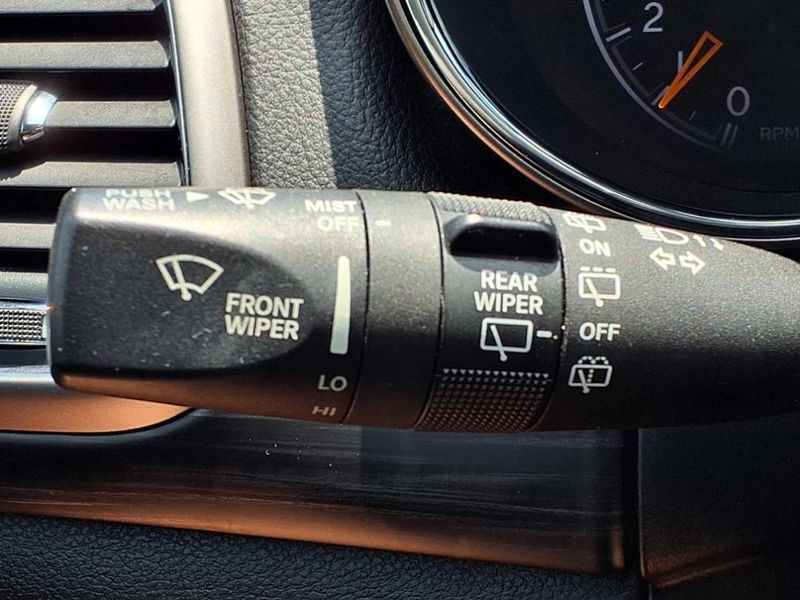 2
1
0
RPM
PUSH
WASH
MIST
OFF
FRONT
WIPER
LO
HI
REAR
WIPER
ON
OFF